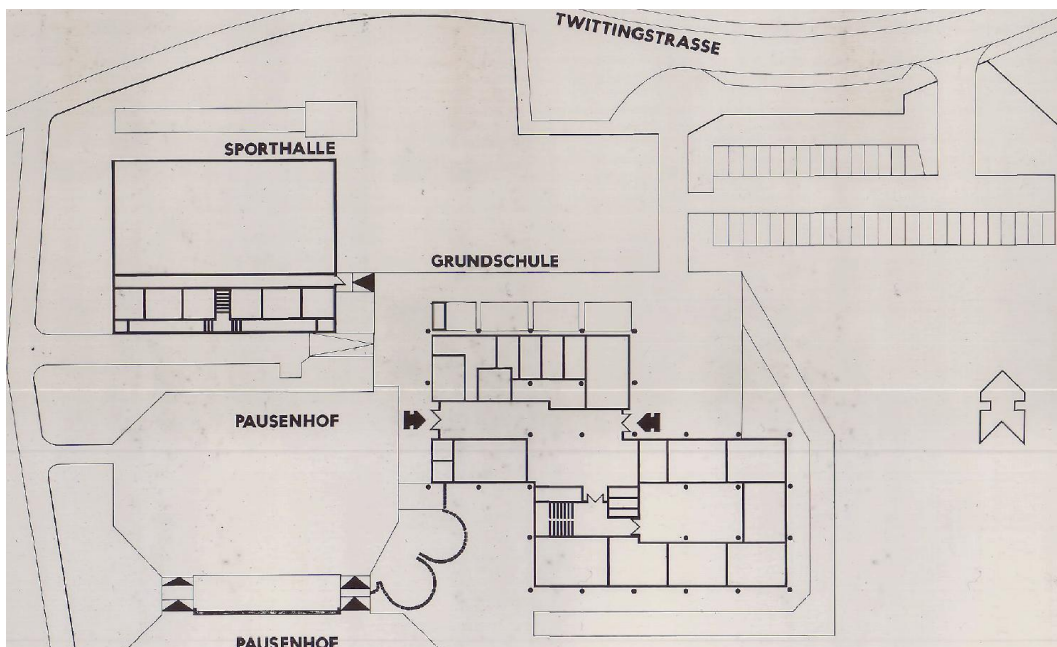 TWITTINGSTRASSE
SPORTHALLE
GRUNDSCHULE
PAUSENHOF
PAUSENHOF